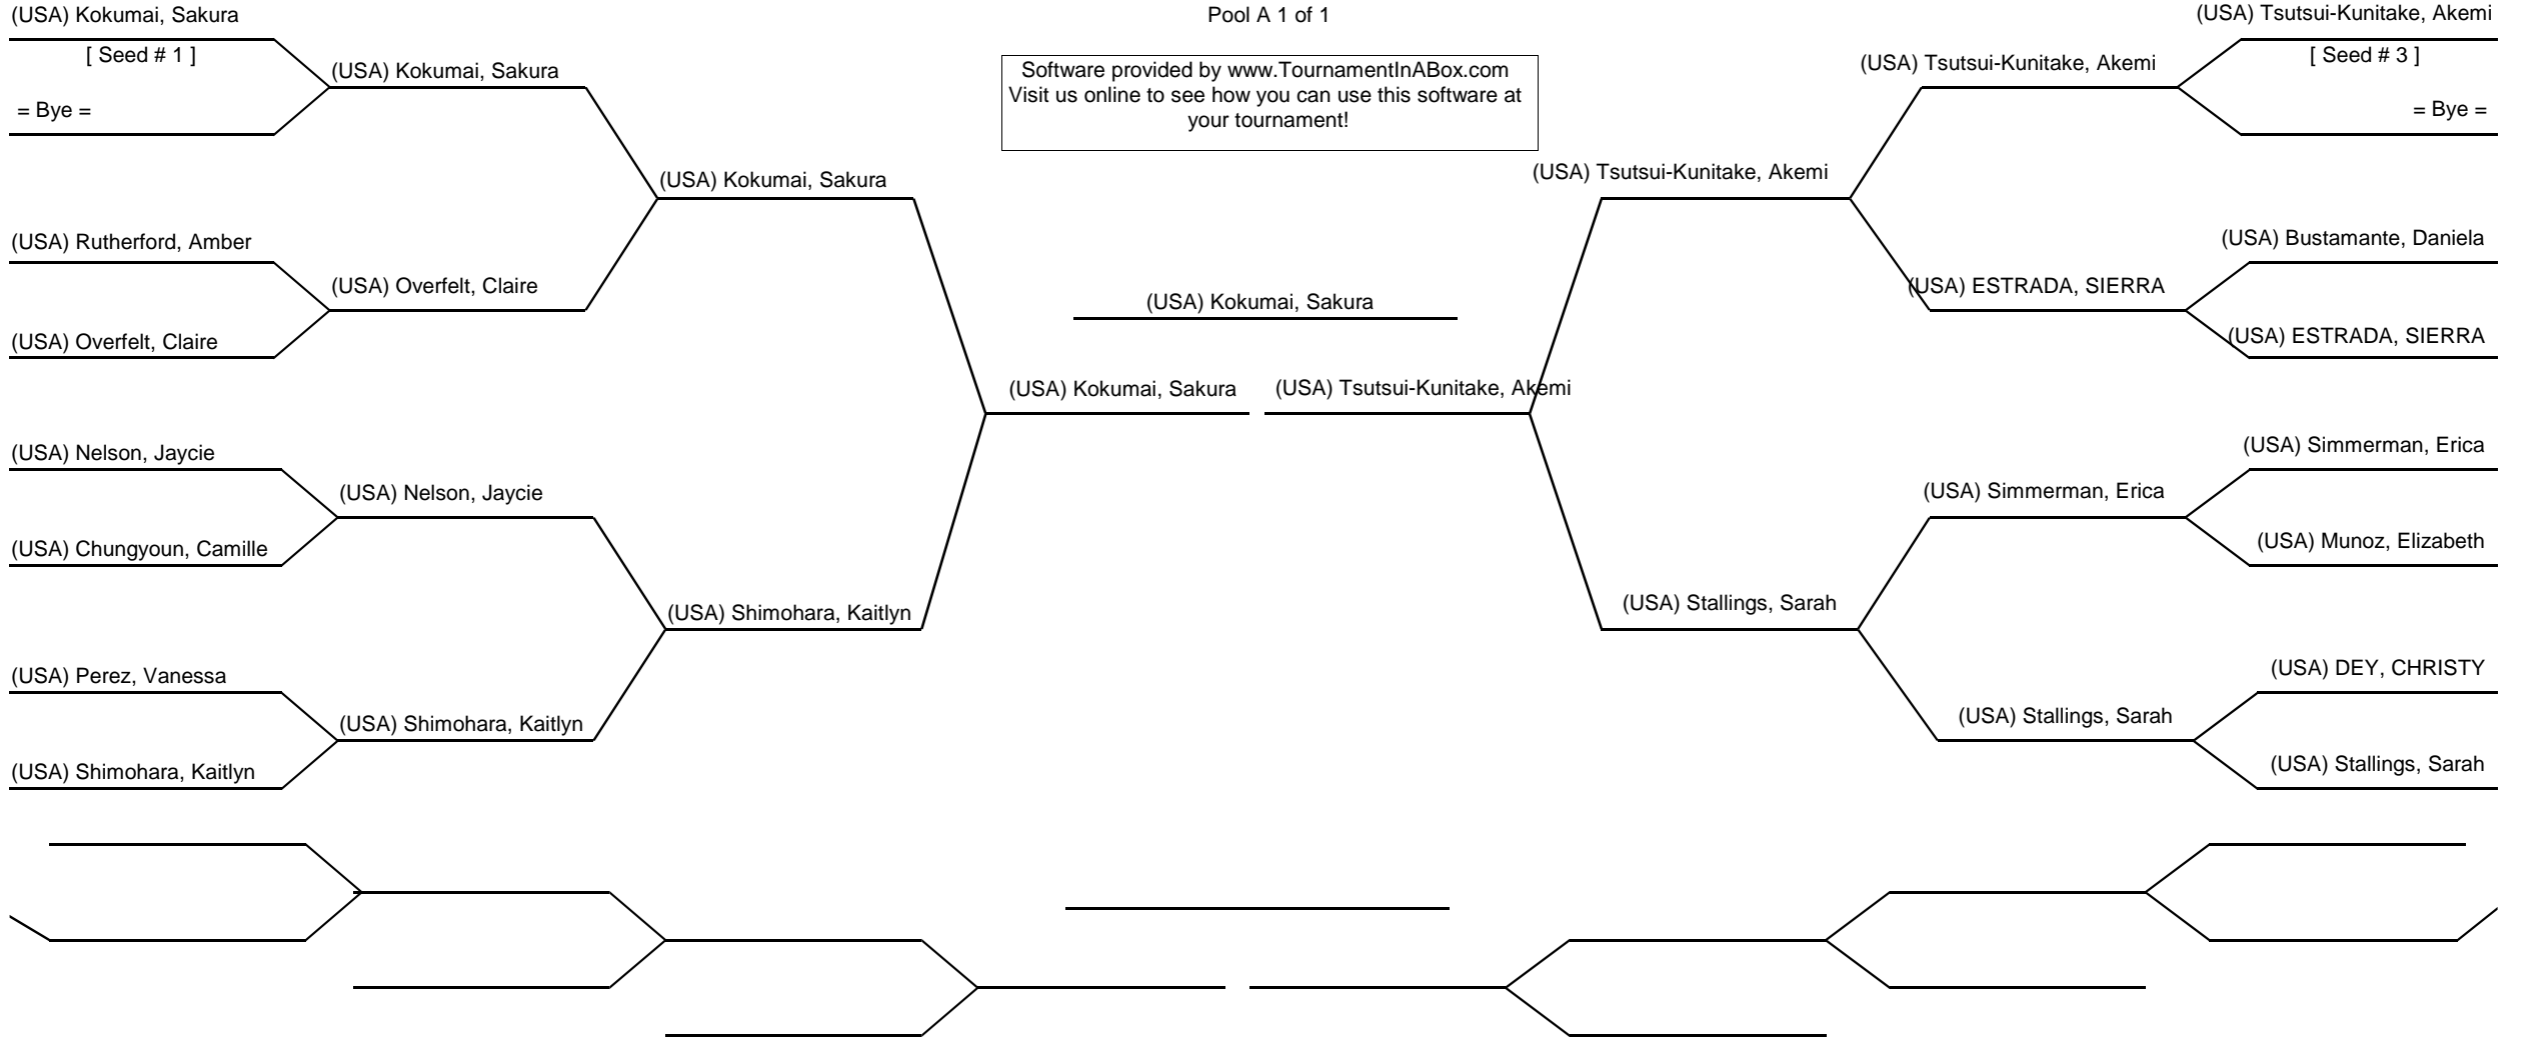 (USA) Kokumai, Sakura
[ Seed # 1 ]
= Bye =
(USA) Rutherford, Amber
(USA) Overfelt, Claire
(USA) Nelson, Jaycie
(USA) Chungyoun, Camille
(USA) Perez, Vanessa
(USA) Shimohara, Kaitlyn
(USA) Kokumai, Sakura
(USA) Overfelt, Claire
(USA) Nelson, Jaycie
(USA) Shimohara, Kaitlyn
(USA) Kokumai, Sakura
(USA) Shimohara, Kaitlyn
Pool A 1 of 1
Software provided by www.TournamentInABox.com
Visit us online to see how you can use this software at
your tournament!
(USA) Kokumai, Sakura
(USA) Kokumai, Sakura
(USA) Tsutsui-Kunitake, Akemi
(USA) Tsutsui-Kunitake, Akemi
(USA) Stallings, Sarah
(USA) Tsutsui-Kunitake, Akemi
(USA) ESTRADA, SIERRA
(USA) Simmerman, Erica
(USA) Stallings, Sarah
(USA) Tsutsui-Kunitake, Akemi
[ Seed # 3 ]
= Bye =
(USA) Bustamante, Daniela
(USA) ESTRADA, SIERRA
(USA) Simmerman, Erica
(USA) Munoz, Elizabeth
(USA) DEY, CHRISTY
(USA) Stallings, Sarah